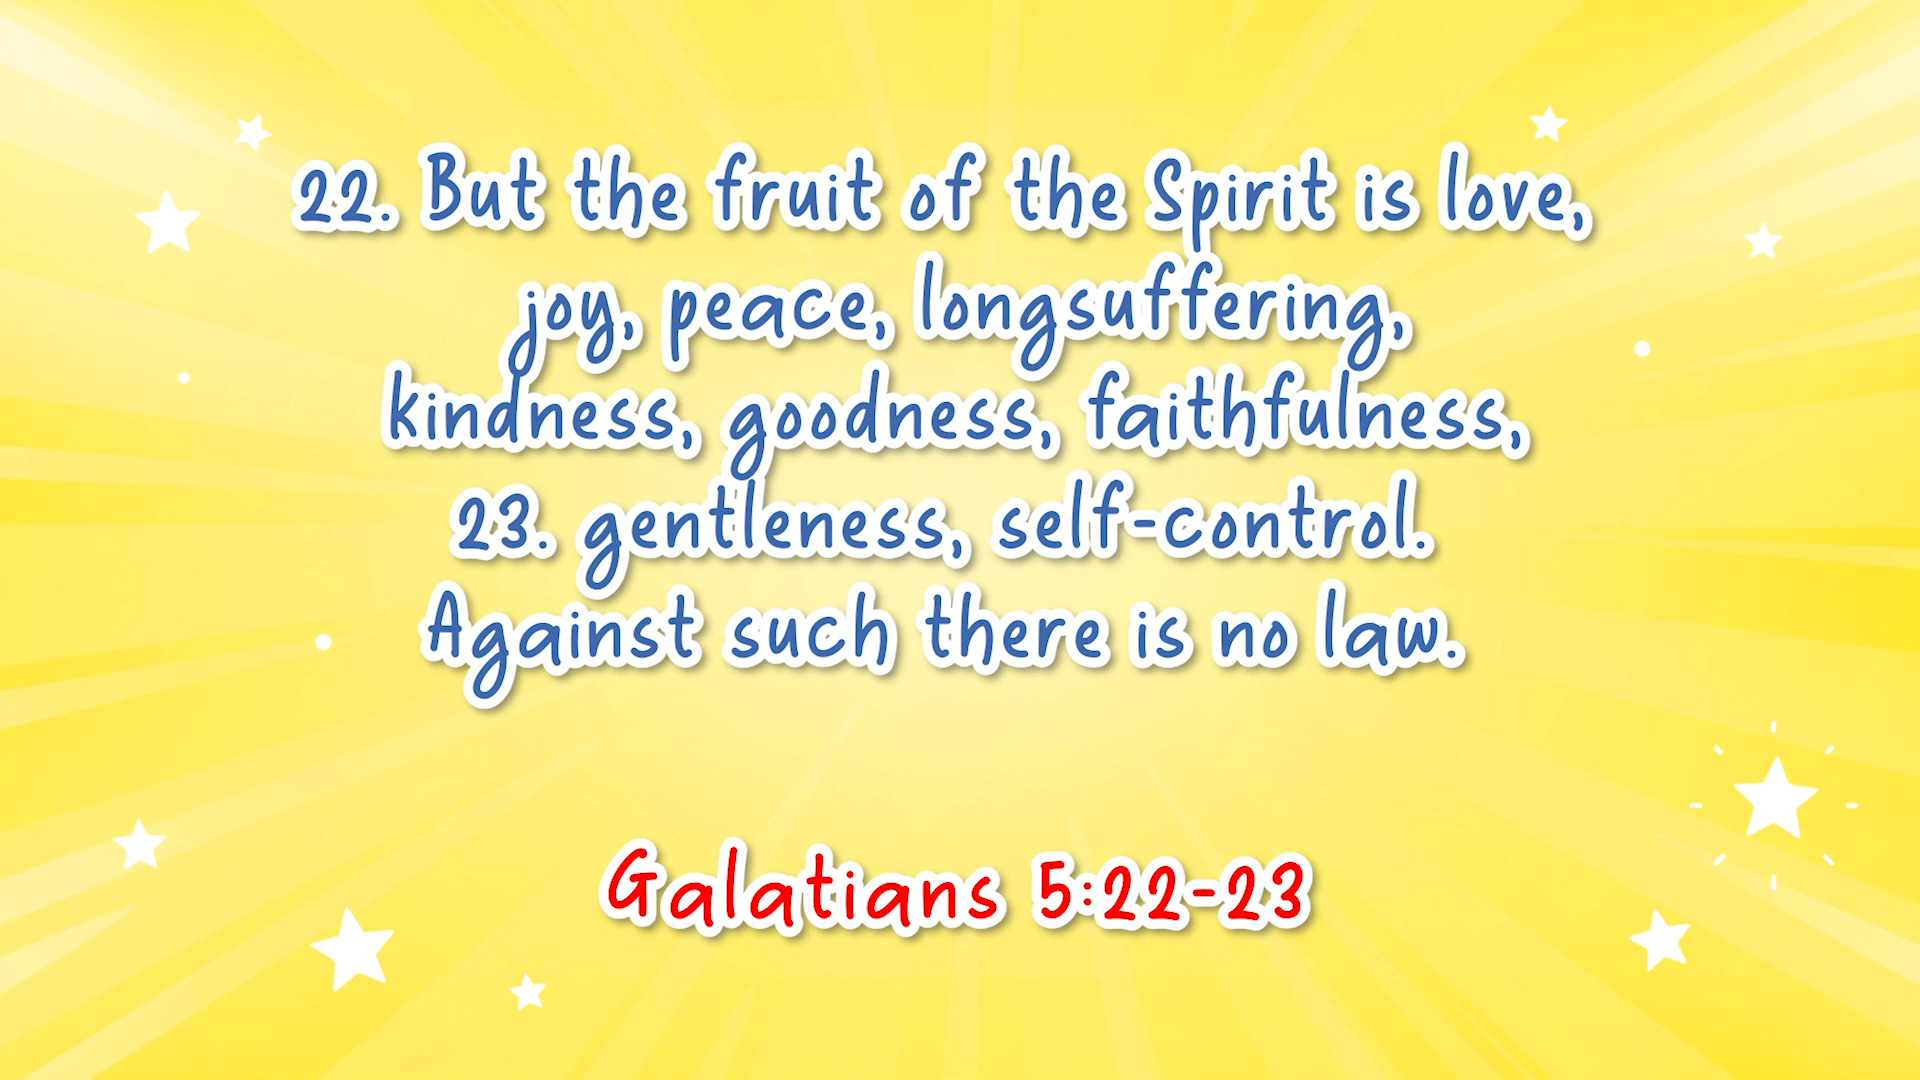 22. But the fruit of the Spirit is love,
joy, peace, longsuffering,
kindness, goodness, faithfulness,
23. gentleness, self-control.
Against such there is no law.
Galatians 5:22-23